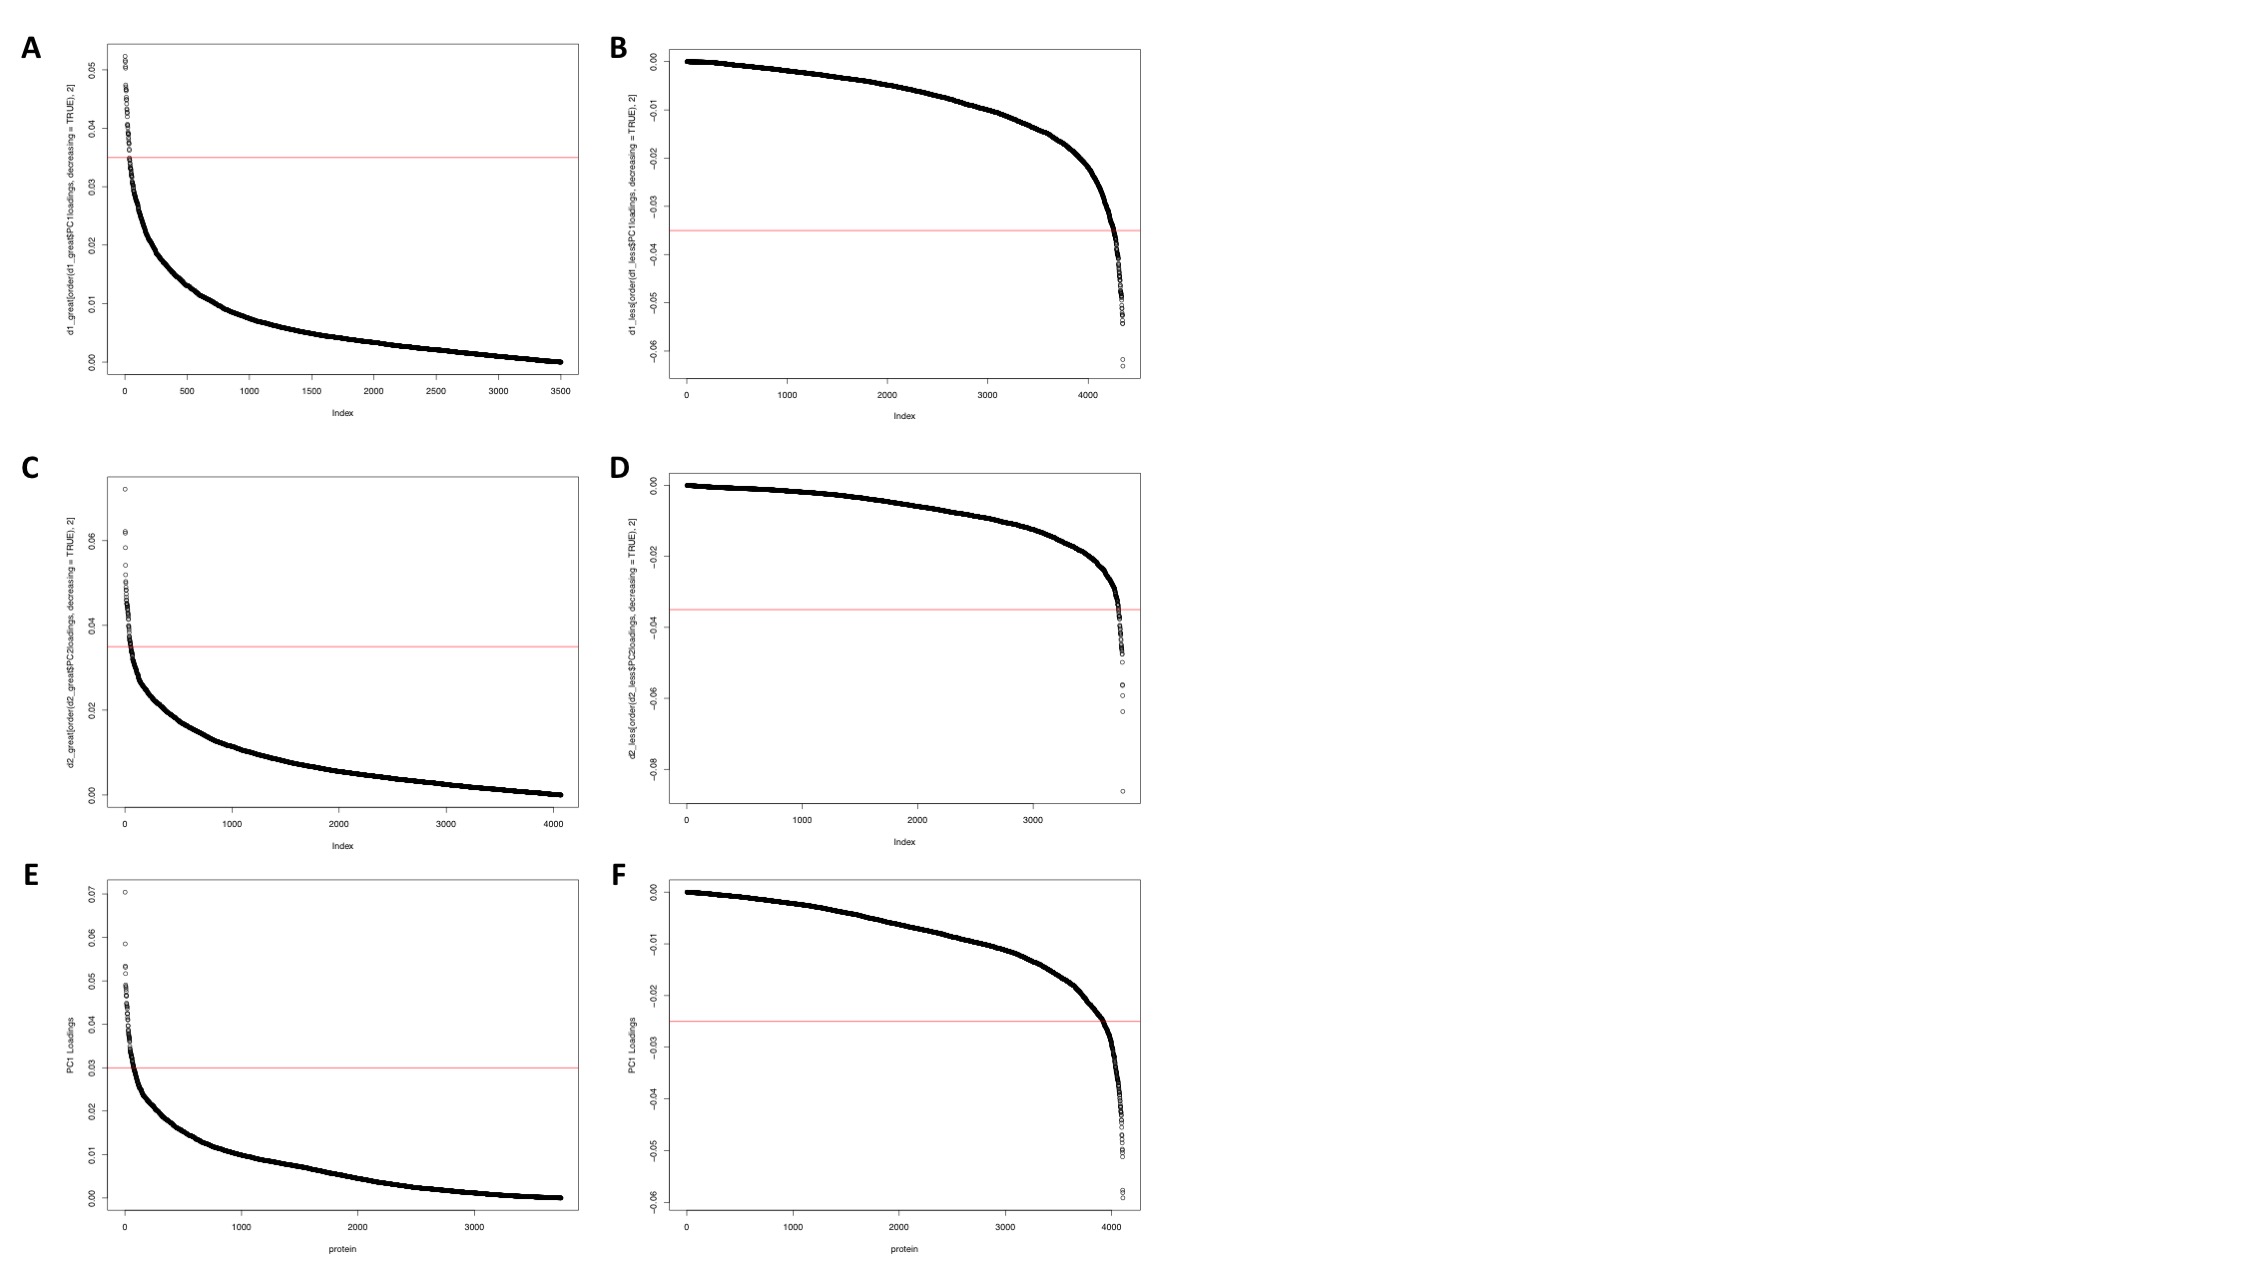 A
d1_great[order(d1_great$PC1loadings, decreasing = TRUE), 2]
0.05
0.04
0.03
0.02
0.01
0.00
0 500 1000 1500 2000 2500 3000 3500
Index
B
d1_less[order(d1_less$PC1loadings, decreasing = TRUE), 2]
0.00
−0.01
−0.02
−0.03
−0.04
−0.05
−0.06
0 1000 2000 3000 4000
Index
C
d2_great[order(d2_great$PC2loadings, decreasing = TRUE), 2]
0.06
0.04
0.02
0.00
0 1000 2000 3000 4000
Index
D
d2_less[order(d2_less$PC2loadings, decreasing = TRUE), 2]
0.00
−0.02
−0.04
−0.06
−0.08
0 1000 2000 3000
Index
E
PC1 Loadings
0.07
0.06
0.05
0.04
0.03
0.02
0.01
0.00
0 1000 2000 3000
protein
F
PC1 Loadings
0.00
−0.01
−0.02
−0.03
−0.04
−0.05
−0.06
0 1000 2000 3000 4000
protein